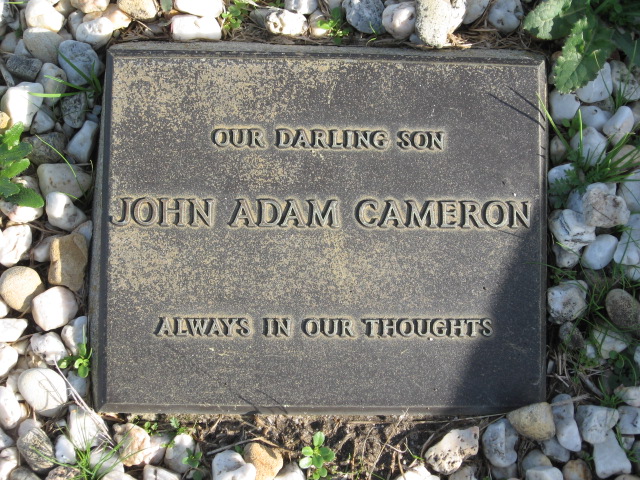 OUR DARLING SON
JOHN ADAM CAMERON
ALWAYS IN OUR THOUGHTS